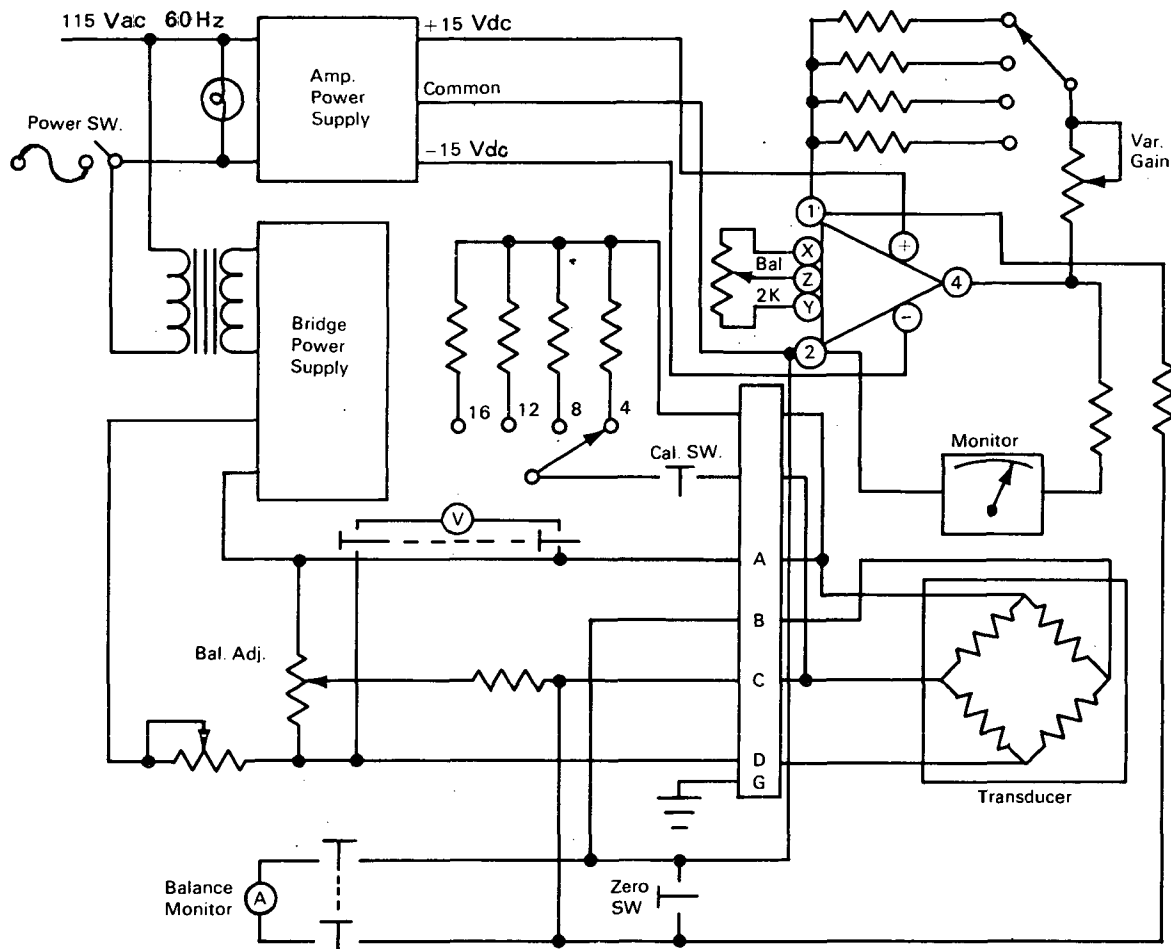 115 Vac 60 Hz
+15 Vdc
Amp.
Power
Supply
Common
Power SW.
−15 Vdc
Var.
Gain
1
X
Bal
Z
2K
Y
+
4
−
2
Bridge
Power
Supply
16
12
8
4
Cal. SW.
Monitor
V
A
B
Bal. Adj.
C
D
G
Transducer
Balance
Monitor
A
Zero
SW